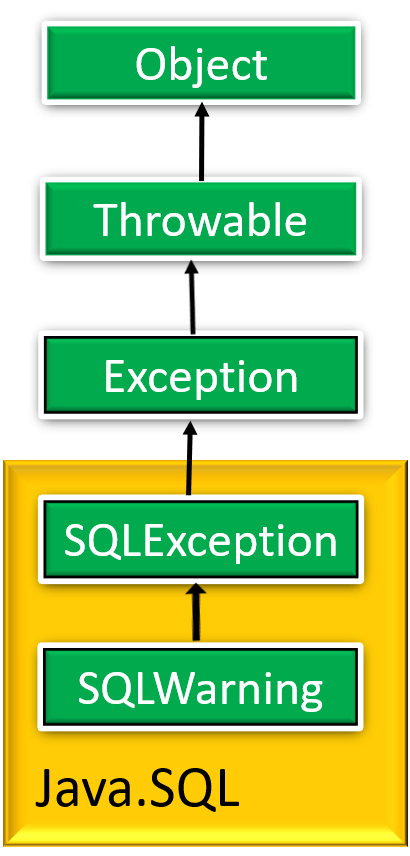 Object
Throwable
Exception
SQLException
SQLWarning
Java.SQL